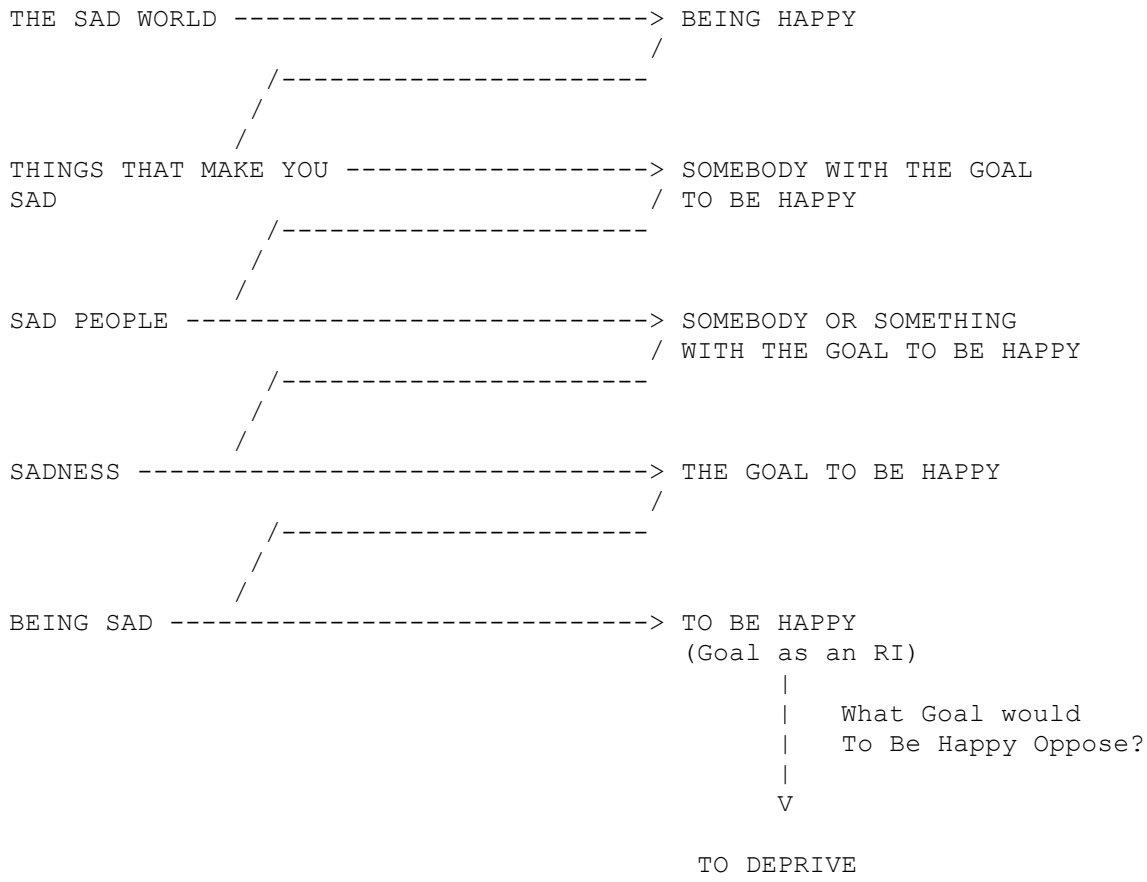 THE SAD WORLD --------------------------> BEING HAPPY
/
/-----------------------
/
/
THINGS THAT MAKE YOU -------------------> SOMEBODY WITH THE GOAL
SAD / TO BE HAPPY
/-----------------------
/
/
SAD PEOPLE -----------------------------> SOMEBODY OR SOMETHING
/ WITH THE GOAL TO BE HAPPY
/-----------------------
/
/
SADNESS --------------------------------> THE GOAL TO BE HAPPY
/
/-----------------------
/
/
BEING SAD ------------------------------> TO BE HAPPY
(Goal as an RI)
|
| What Goal would
| To Be Happy Oppose?
|
V
TO DEPRIVE